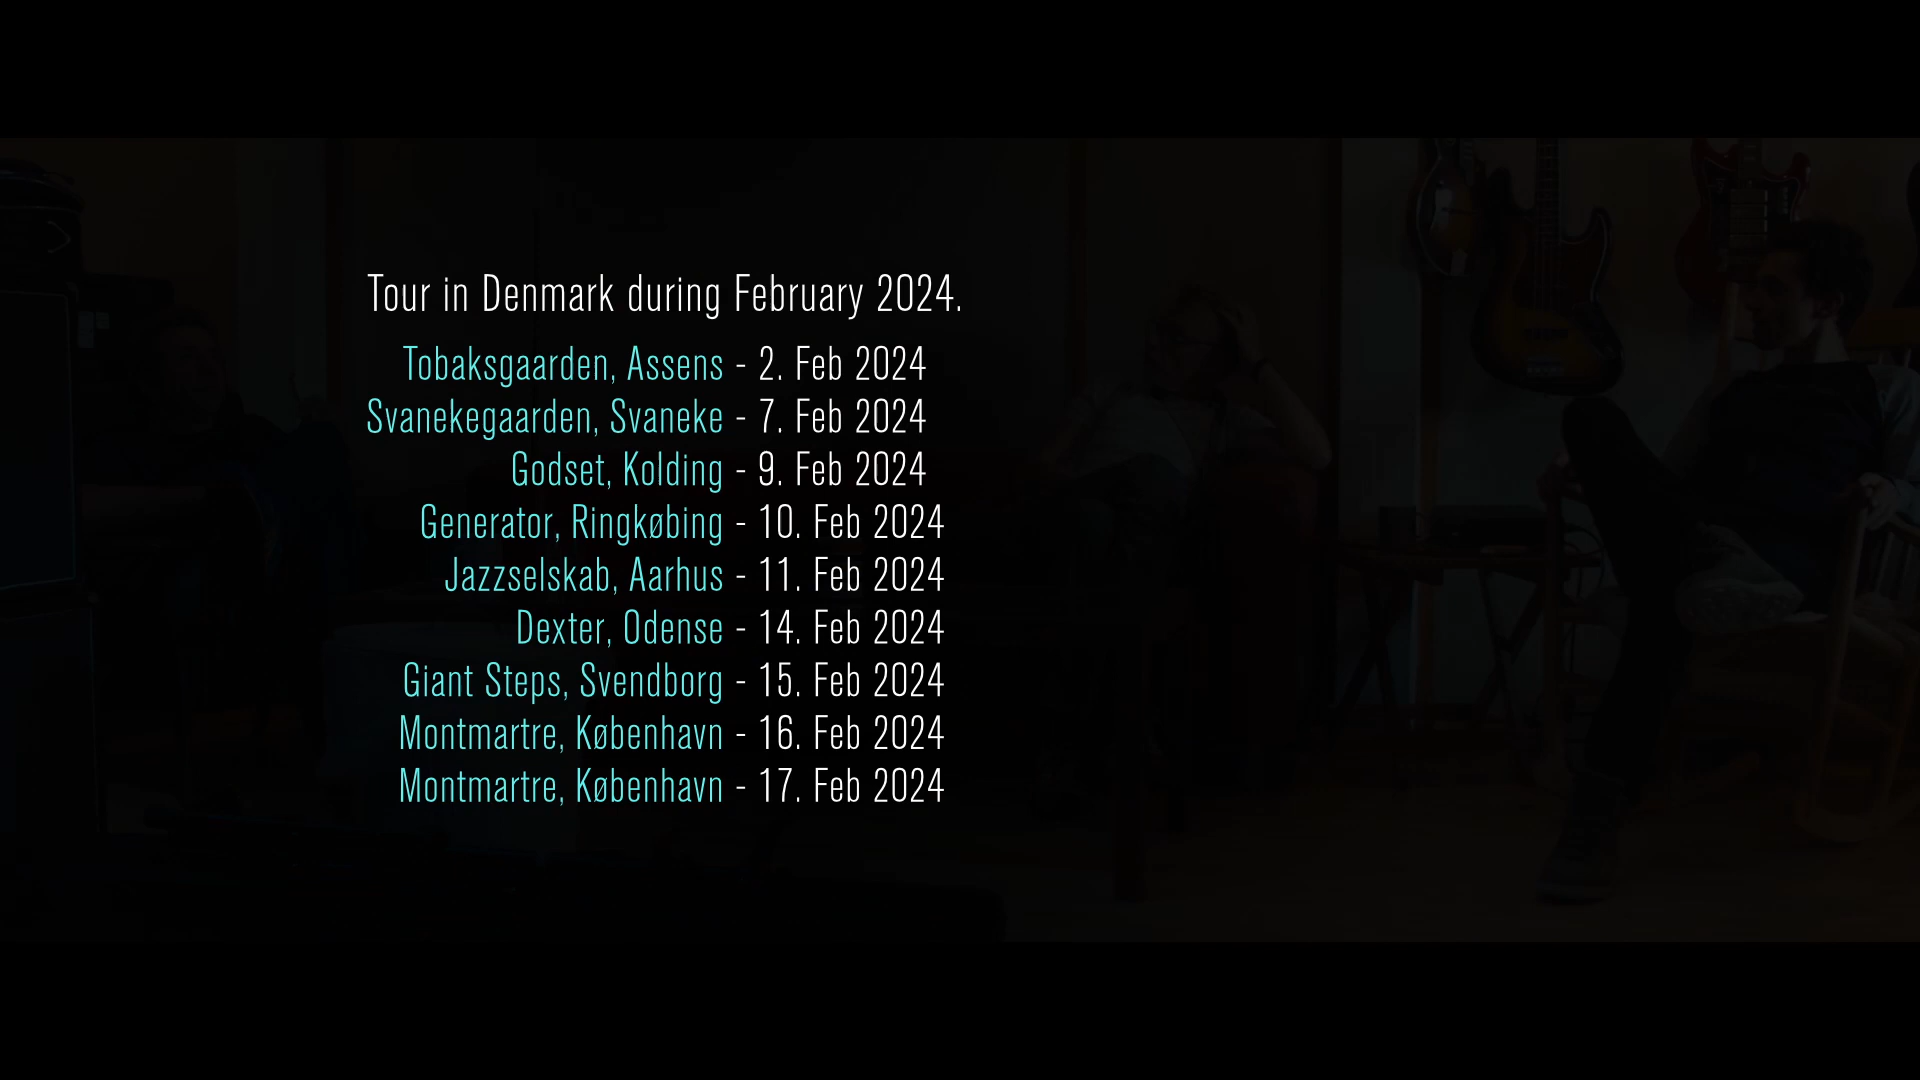 Tour in Denmark during February 2024.
Tobaksgaarden, Assens - 2. Feb 2024
Svanekegaarden, Svaneke - 7. Feb 2024
Godset, Kolding - 9. Feb 2024
Generator, Ringkøbing - 10. Feb 2024
Jazzselskab, Aarhus - 11. Feb 2024
Dexter, Odense - 14. Feb 2024
Giant Steps, Svendborg - 15. Feb 2024
Montmartre, København - 16. Feb 2024
Montmartre, København - 17. Feb 2024